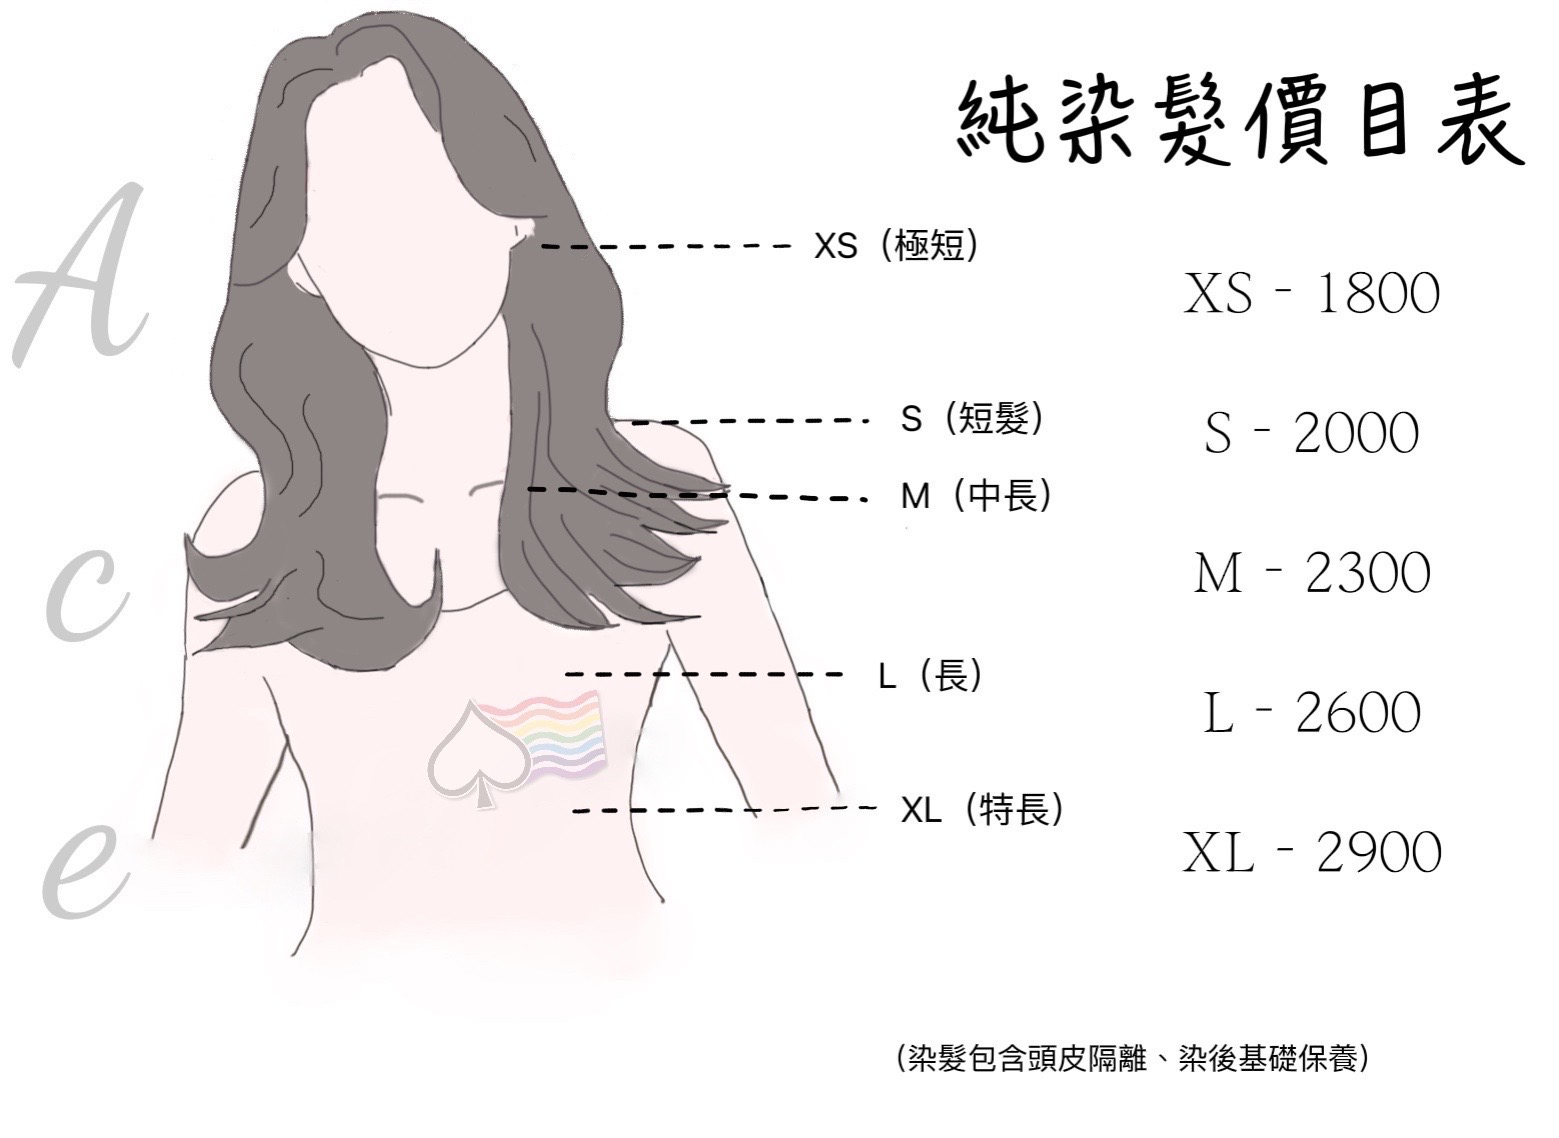 純染髮價目表
A
c
e
XS（極短）
S（短髮）
M（中長）
L（長）
XL（特長）
XS - 1800
S - 2000
M - 2300
L - 2600
XL - 2900
（染髮包含頭皮隔離、染後基礎保養）